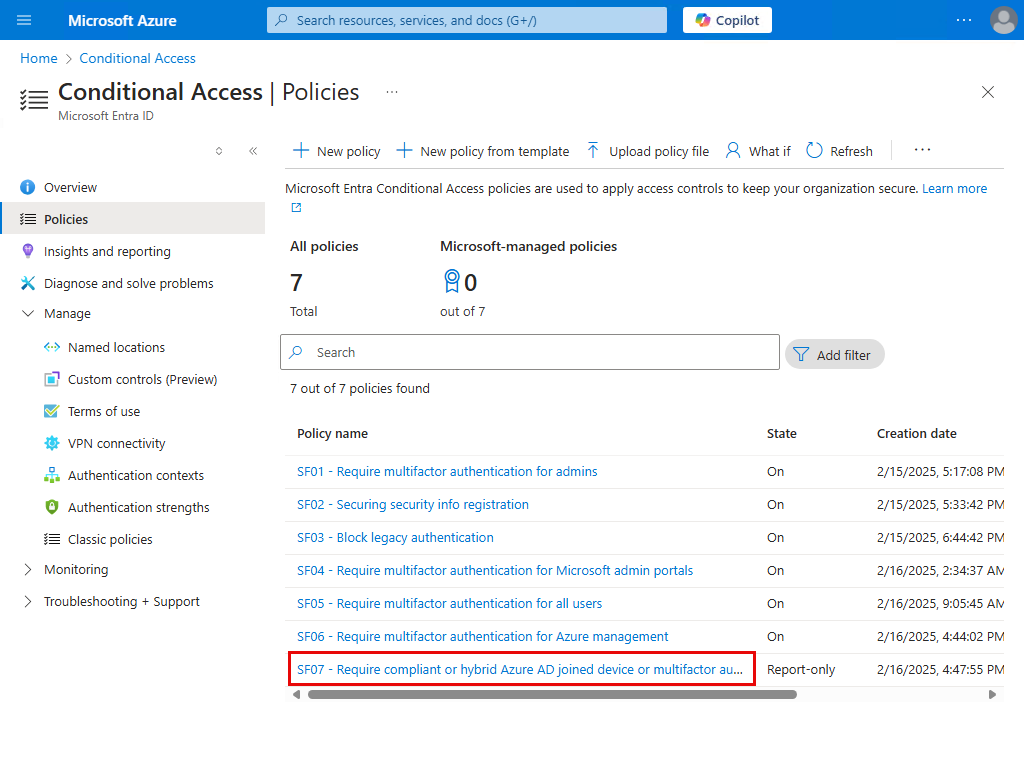 Microsoft Azure
Search resources, services, and docs (G+/)
Copilot
Home > Conditional Access
Conditional Access | Policies
Microsoft Entra ID
New policy
New policy from template
Upload policy file
What if
Refresh
Overview
Policies
Insights and reporting
Diagnose and solve problems
Manage
Named locations
Custom controls (Preview)
Terms of use
VPN connectivity
Authentication contexts
Authentication strengths
Classic policies
Monitoring
Troubleshooting + Support
Microsoft Entra Conditional Access policies are used to apply access controls to keep your organization secure. Learn more
All policies
7
Total
Microsoft-managed policies
0
out of 7
Search
Add filter
7 out of 7 policies found
Policy name State Creation date
SF01 - Require multifactor authentication for admins On 2/15/2025, 5:17:08 PM
SF02 - Securing security info registration On 2/15/2025, 5:33:42 PM
SF03 - Block legacy authentication On 2/15/2025, 6:44:42 PM
SF04 - Require multifactor authentication for Microsoft admin portals On 2/16/2025, 2:34:37 AM
SF05 - Require multifactor authentication for all users On 2/16/2025, 9:05:45 AM
SF06 - Require multifactor authentication for Azure management On 2/16/2025, 4:44:02 PM
SF07 - Require compliant or hybrid Azure AD joined device or multifactor au... Report-only 2/16/2025, 4:47:55 PM